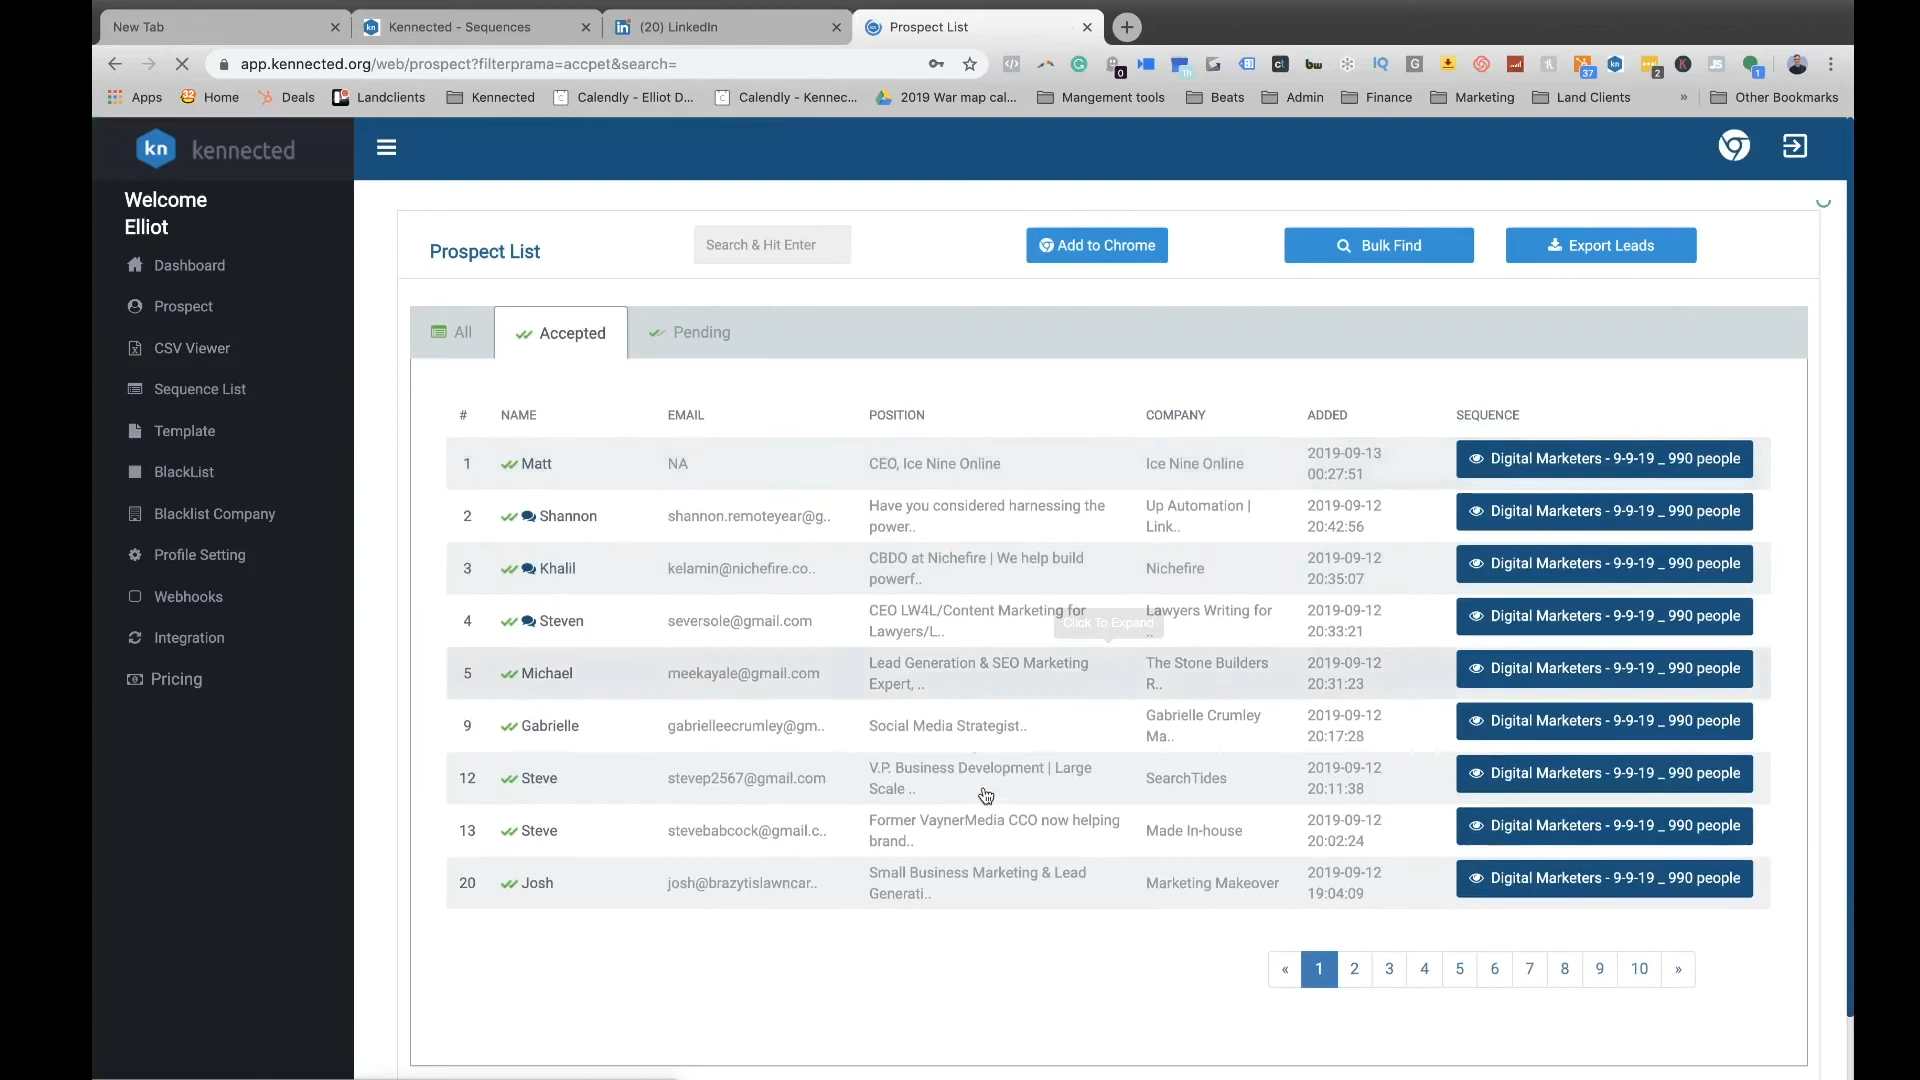 New Tab
Kennected - Sequences
(20) LinkedIn
Prospect List
app.kennected.org/web/prospect?filterprama=accpet&search=
Apps
Home
Deals
Landclients
Kennected
Calendly - Elliot D...
Calendly - Kennec...
2019 War map cal...
Mangement tools
Beats
Admin
Finance
Marketing
Land Clients
»
Other Bookmarks
kn kennected
Welcome
Elliot
Dashboard
Prospect
CSV Viewer
Sequence List
Template
BlackList
Blacklist Company
Profile Setting
Webhooks
Integration
Pricing
Prospect List
Search & Hit Enter
Add to Chrome
Bulk Find
Export Leads
All
Accepted
Pending
# NAME EMAIL POSITION COMPANY ADDED SEQUENCE
1 Matt NA CEO, Ice Nine Online Ice Nine Online 2019-09-13 00:27:51 Digital Marketers - 9-9-19 _ 990 people
2 Shannon shannon.remoteyear@g.. Have you considered harnessing the power.. Up Automation | Link.. 2019-09-12 20:42:56 Digital Marketers - 9-9-19 _ 990 people
3 Khalil kelamin@nichefire.co.. CBDO at Nichefire | We help build powerf.. Nichefire 2019-09-12 20:35:07 Digital Marketers - 9-9-19 _ 990 people
4 Steven seversole@gmail.com CEO LW4L/Content Marketing for Lawyers/L.. Lawyers Writing for .. 2019-09-12 20:33:21 Digital Marketers - 9-9-19 _ 990 people
Click To Expand
5 Michael meekayale@gmail.com Lead Generation & SEO Marketing Expert, .. The Stone Builders R.. 2019-09-12 20:31:23 Digital Marketers - 9-9-19 _ 990 people
9 Gabrielle gabrielleecrumley@gm.. Social Media Strategist.. Gabrielle Crumley Ma.. 2019-09-12 20:17:28 Digital Marketers - 9-9-19 _ 990 people
12 Steve stevep2567@gmail.com V.P. Business Development | Large Scale .. SearchTides 2019-09-12 20:11:38 Digital Marketers - 9-9-19 _ 990 people
13 Steve stevebabcock@gmail.c.. Former VaynerMedia CCO now helping brand.. Made In-house 2019-09-12 20:02:24 Digital Marketers - 9-9-19 _ 990 people
20 Josh josh@brazytislawncar.. Small Business Marketing & Lead Generati.. Marketing Makeover 2019-09-12 19:04:09 Digital Marketers - 9-9-19 _ 990 people
« 1 2 3 4 5 6 7 8 9 10 »